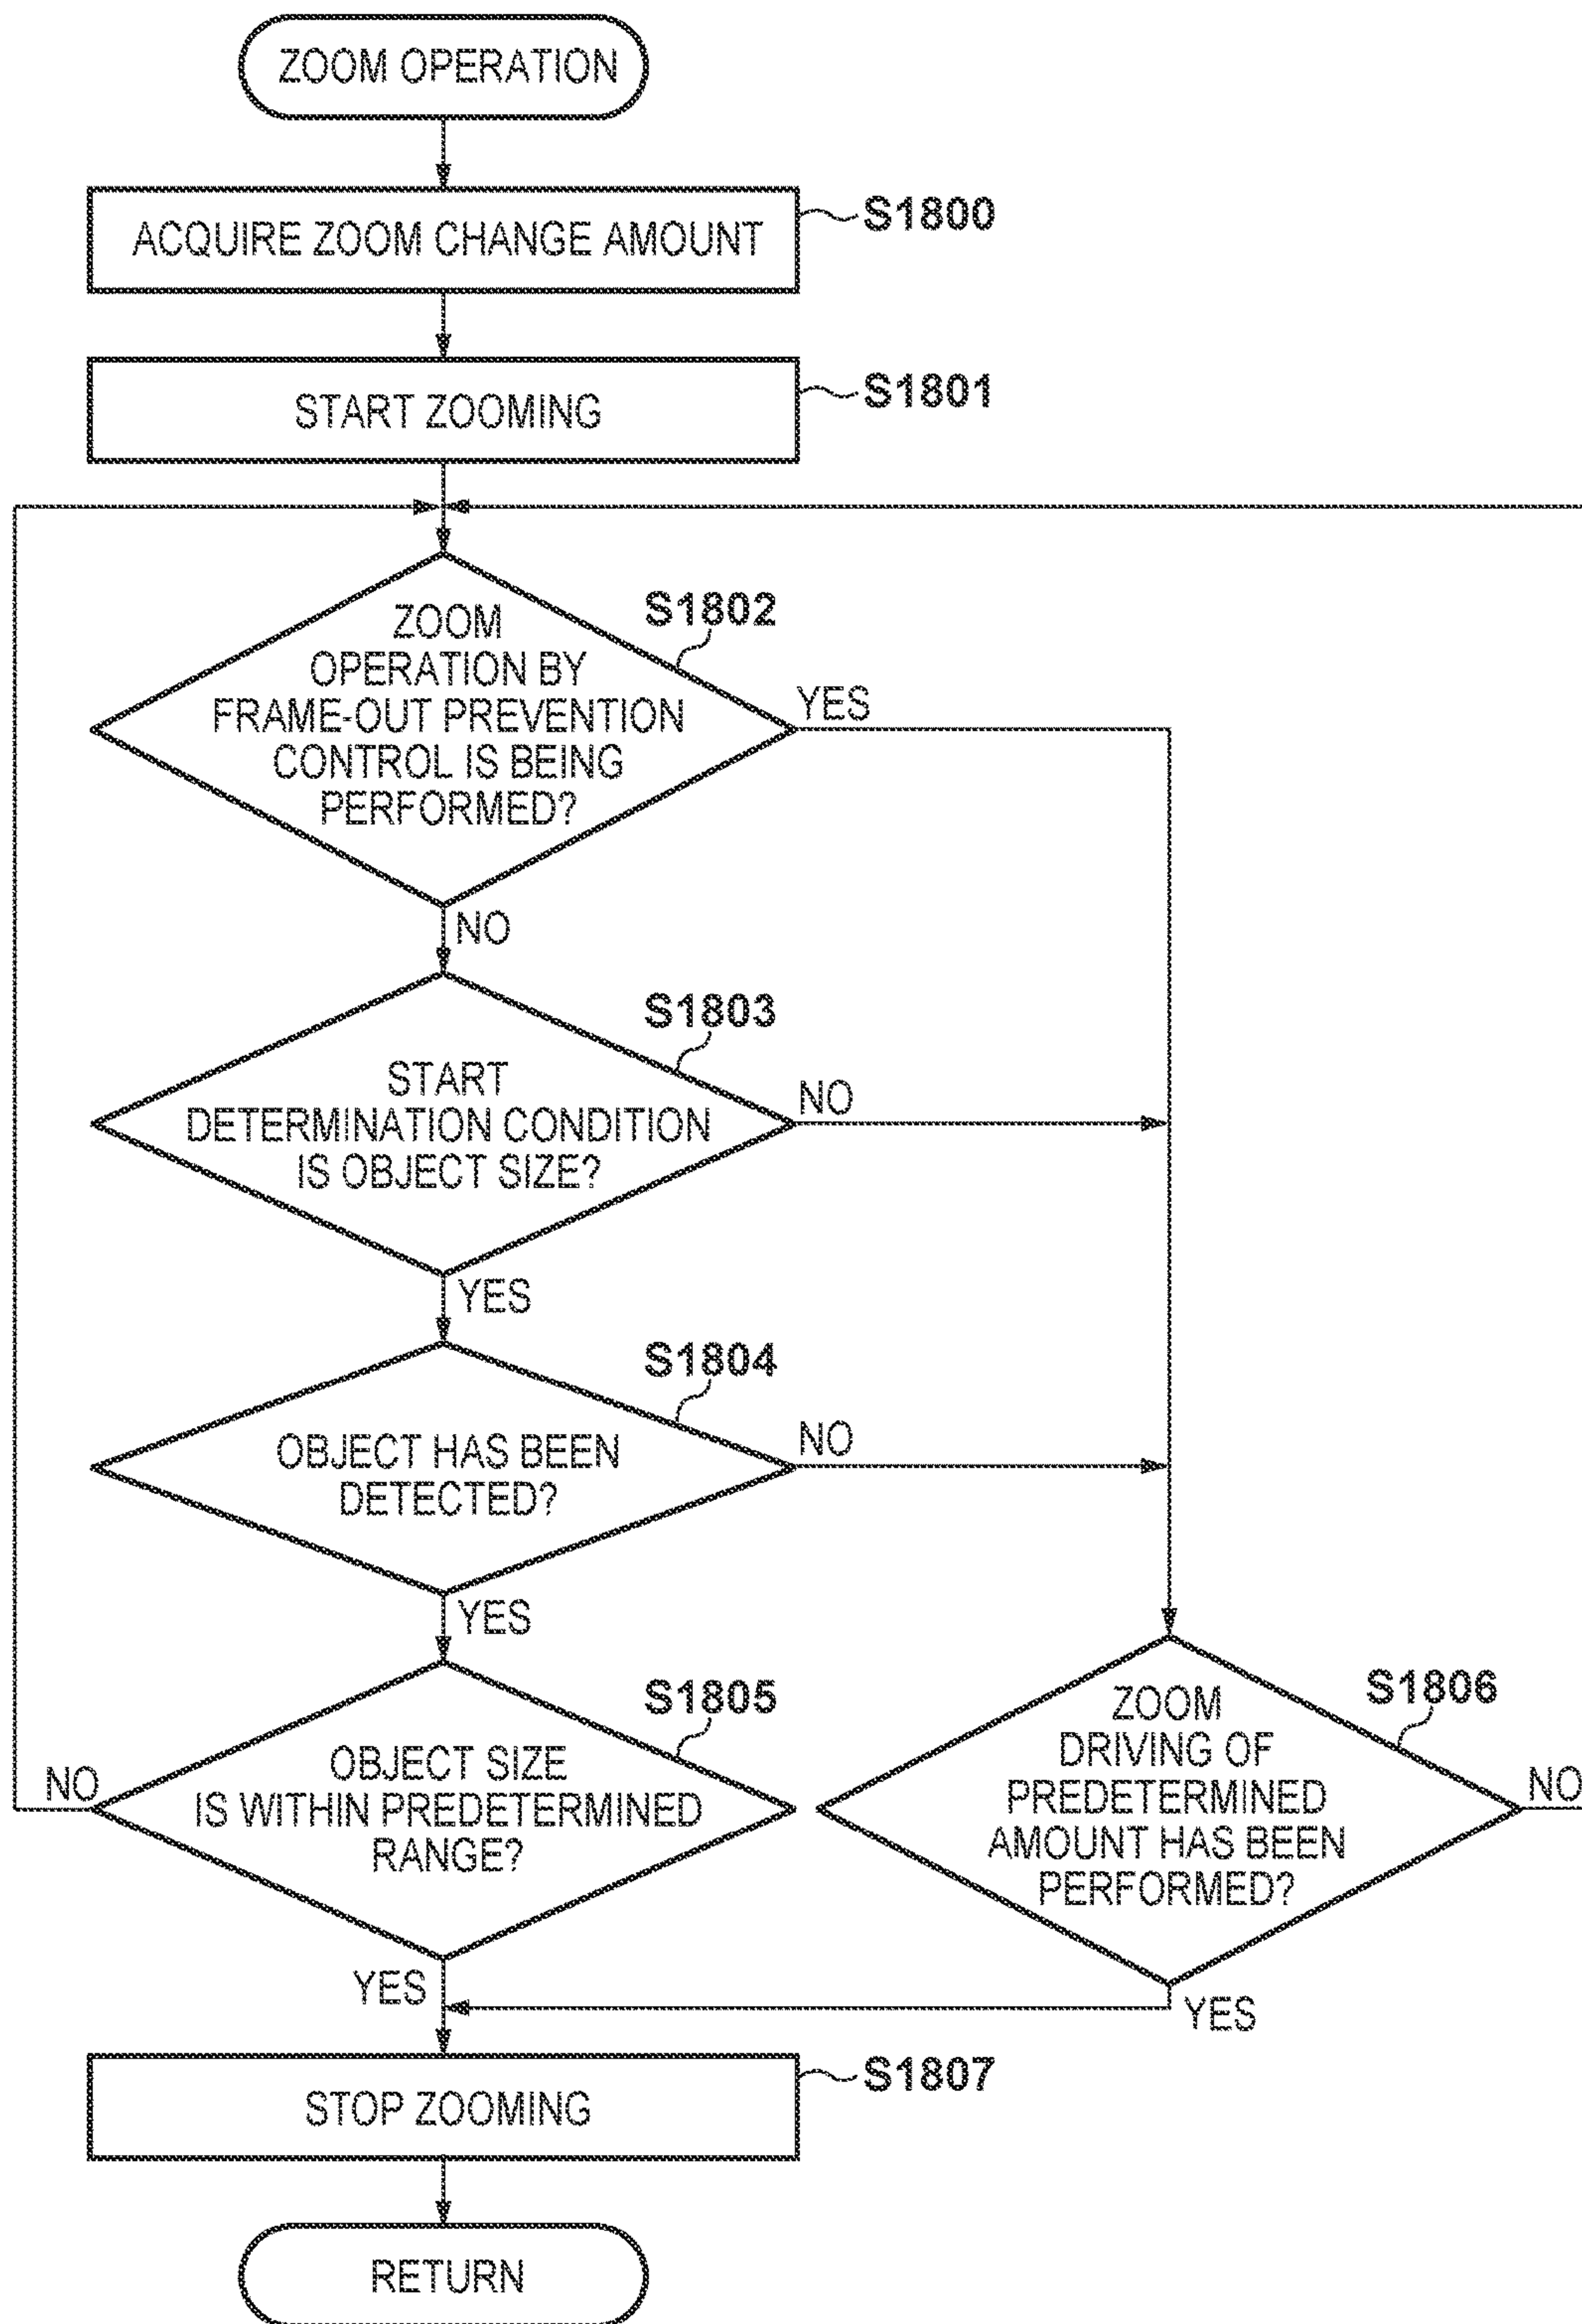 ZOOM OPERATION
ACQUIRE ZOOM CHANGE AMOUNT
S1800
START ZOOMING
S1801
ZOOM
OPERATION BY
FRAME-OUT PREVENTION
CONTROL IS BEING
PERFORMED?
S1802
YES
NO
START
DETERMINATION CONDITION
IS OBJECT SIZE?
S1803
NO
YES
OBJECT HAS BEEN
DETECTED?
S1804
NO
YES
OBJECT SIZE
IS WITHIN PREDETERMINED
RANGE?
S1805
NO
YES
ZOOM
DRIVING OF
PREDETERMINED
AMOUNT HAS BEEN
PERFORMED?
S1806
NO
YES
STOP ZOOMING
S1807
RETURN